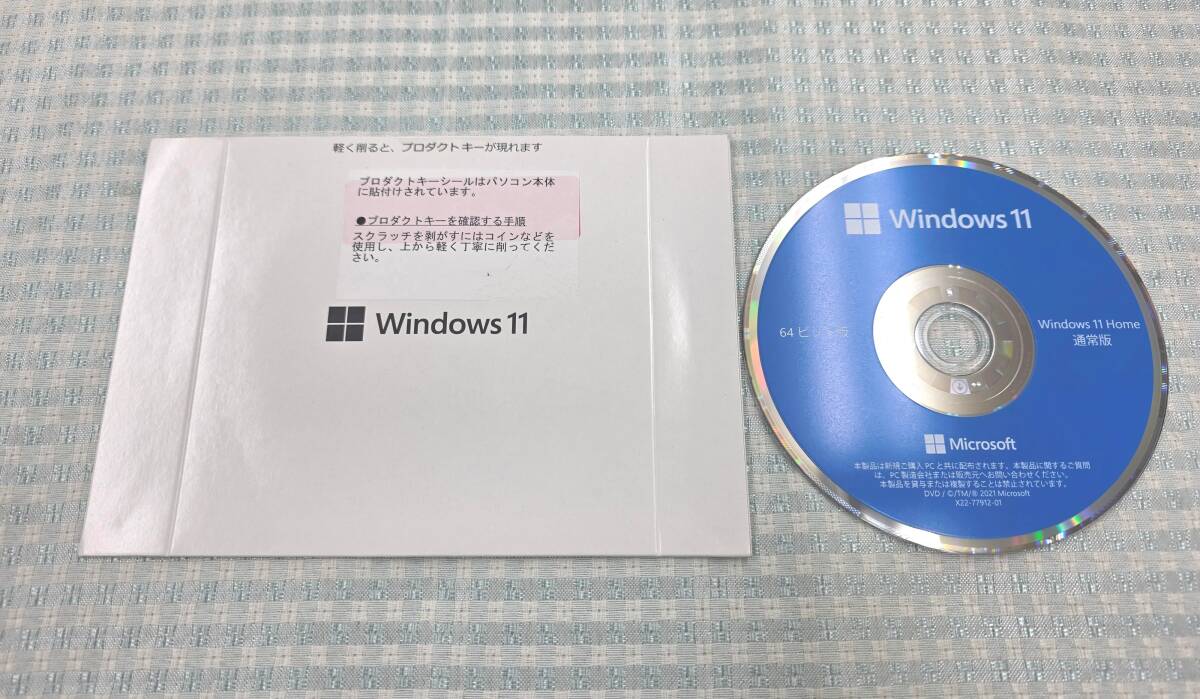 軽く削ると、プロダクト キーが現れます
プロダクトキーシールはパソコン本体
に貼付けされています。
●プロダクトキーを確認する手順
スクラッチを剥がすにはコインなどを
使用し、上から軽く丁寧に削ってくだ
さい。
Windows 11
Windows 11
64 ビ
Windows 11 Home
通常版
Microsoft
本製品は新規ご購入 PC と共に配布されます。本製品に関するご質問
は、PC 製造会社または販売元へお問い合わせください。
本製品を貸与または複製することは禁止されています。
DVD / ©/TM/® 2021 Microsoft
X22-77912-01